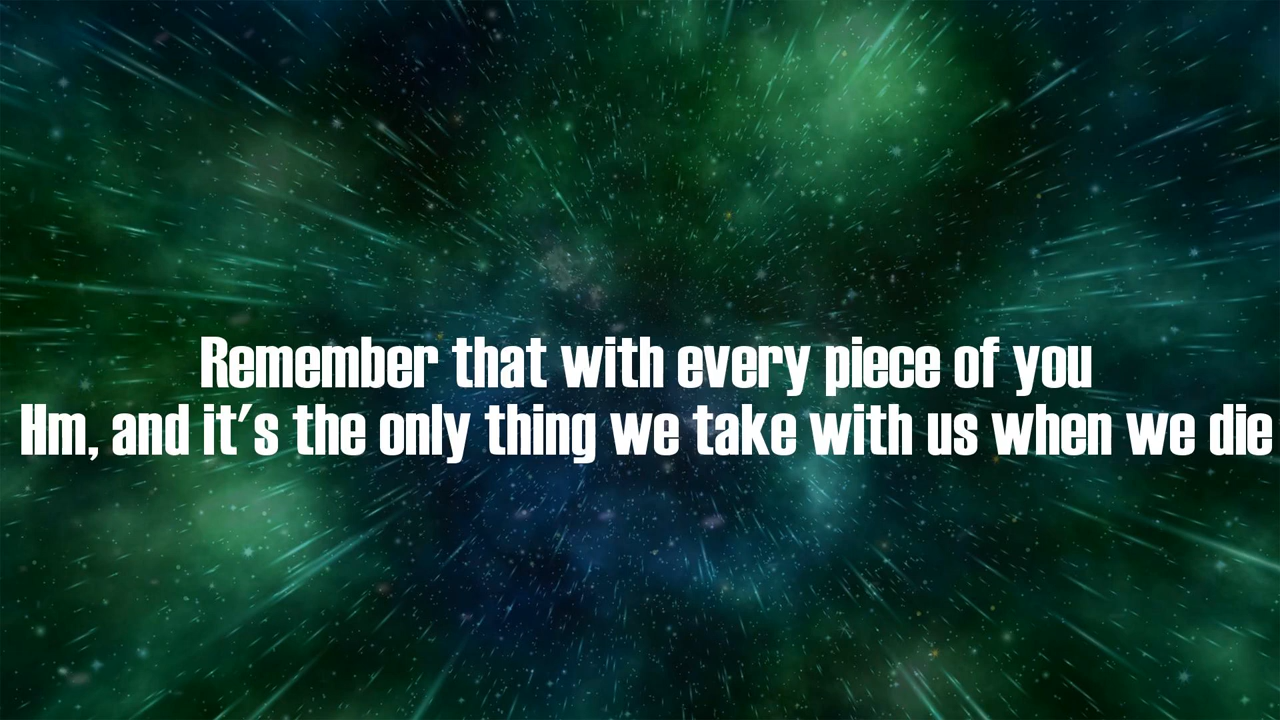 Remember that with every piece of you
Hm, and it's the only thing we take with us when we die